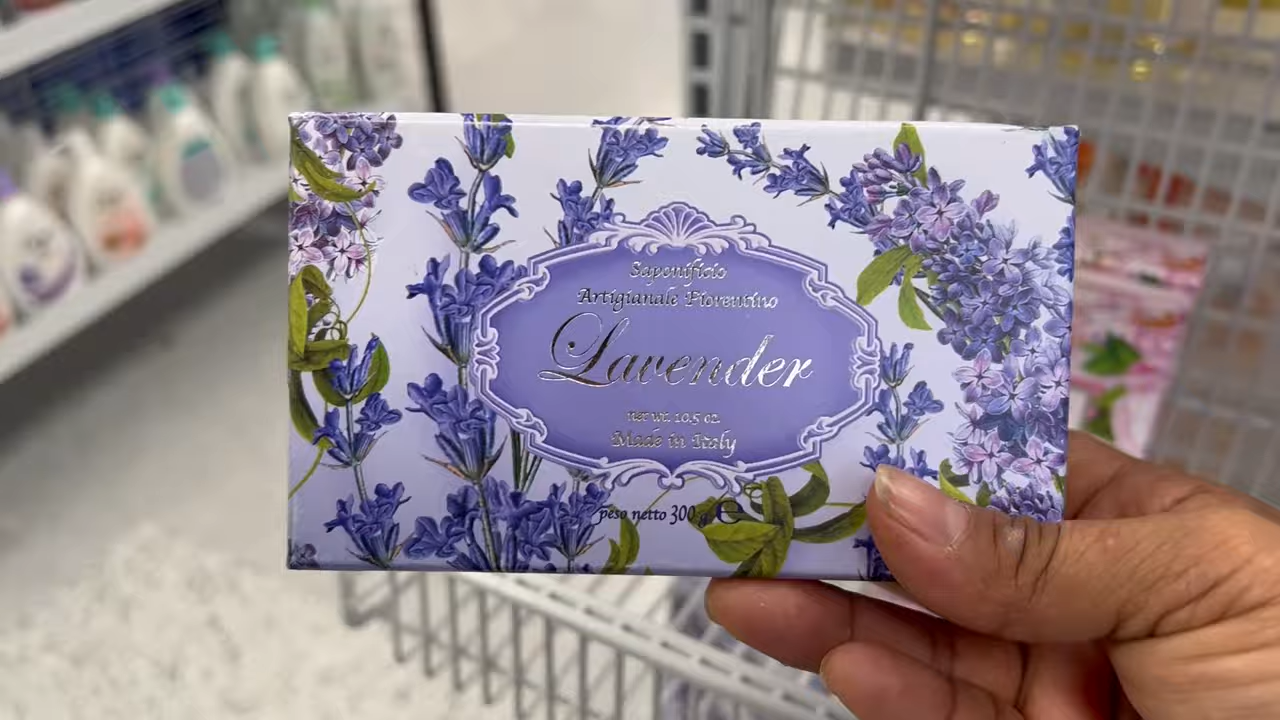 Saponificio
Artigianale Fiorentino
Lavender
net wt. 10.5 oz.
Made in Italy
peso netto 300 g ℮